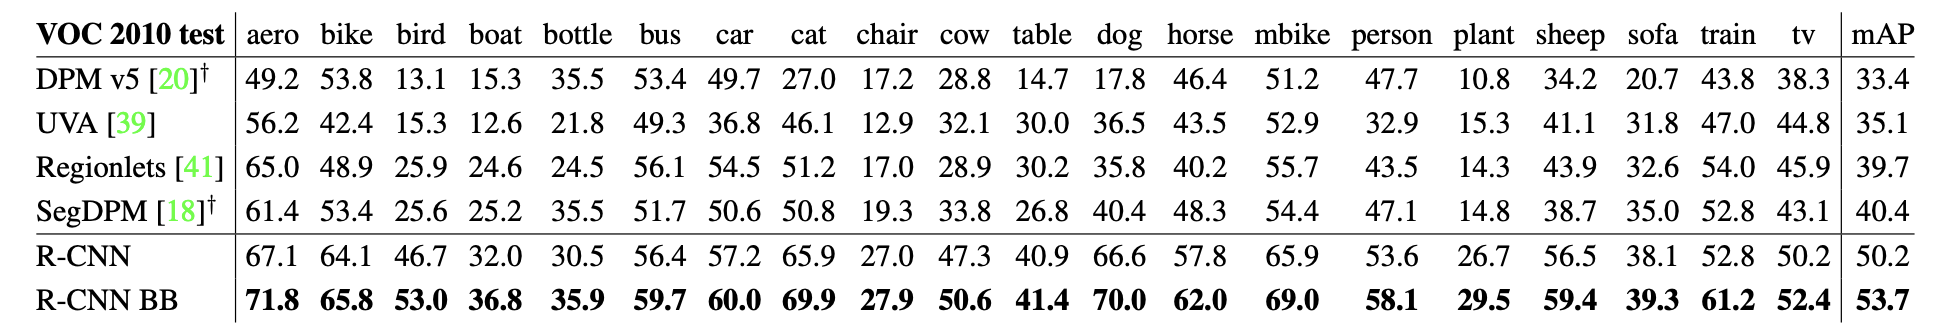 VOC 2010 test aero bike bird boat bottle bus car cat chair cow table dog horse mbike person plant sheep sofa train tv mAP
DPM v5 [20]† 49.2 53.8 13.1 15.3 35.5 53.4 49.7 27.0 17.2 28.8 14.7 17.8 46.4 51.2 47.7 10.8 34.2 20.7 43.8 38.3 33.4
UVA [39] 56.2 42.4 15.3 12.6 21.8 49.3 36.8 46.1 12.9 32.1 30.0 36.5 43.5 52.9 32.9 15.3 41.1 31.8 47.0 44.8 35.1
Regionlets [41] 65.0 48.9 25.9 24.6 24.5 56.1 54.5 51.2 17.0 28.9 30.2 35.8 40.2 55.7 43.5 14.3 43.9 32.6 54.0 45.9 39.7
SegDPM [18]† 61.4 53.4 25.6 25.2 35.5 51.7 50.6 50.8 19.3 33.8 26.8 40.4 48.3 54.4 47.1 14.8 38.7 35.0 52.8 43.1 40.4
R-CNN 67.1 64.1 46.7 32.0 30.5 56.4 57.2 65.9 27.0 47.3 40.9 66.6 57.8 65.9 53.6 26.7 56.5 38.1 52.8 50.2 50.2
R-CNN BB 71.8 65.8 53.0 36.8 35.9 59.7 60.0 69.9 27.9 50.6 41.4 70.0 62.0 69.0 58.1 29.5 59.4 39.3 61.2 52.4 53.7